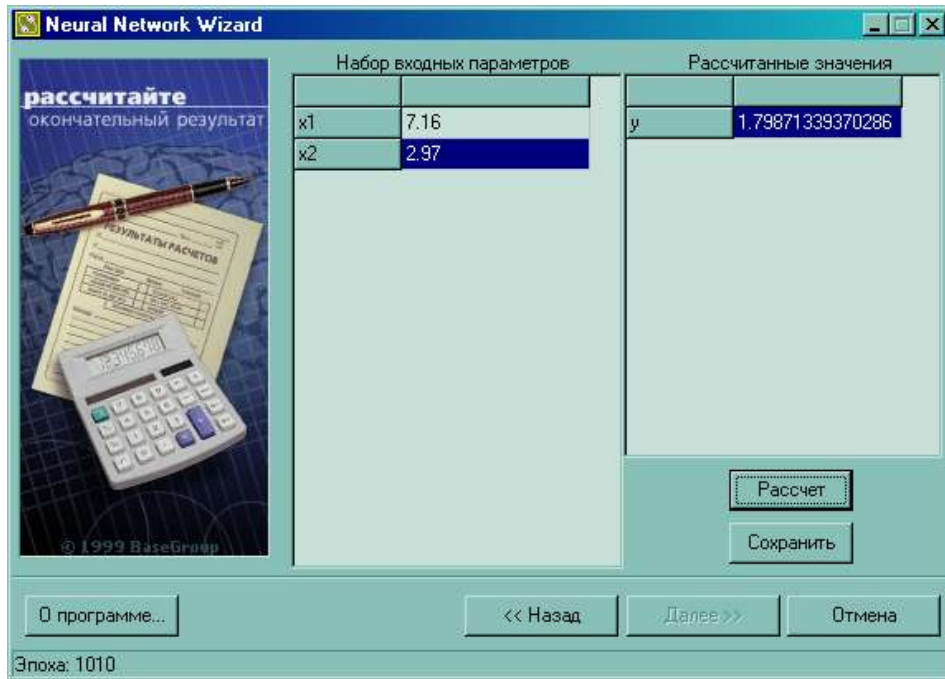 Neural Network Wizard
рассчитайте
окончательный результат
РЕЗУЛЬТАТЫ РАСЧЕТОВ
12345678
© 1999 BaseGroup
Набор входных параметров
x1 7.16
x2 2.97
Рассчитанные значения
y 1.79871339370286
Рассчет
Сохранить
О программе...
<< Назад
Далее >>
Отмена
Эпоха: 1010